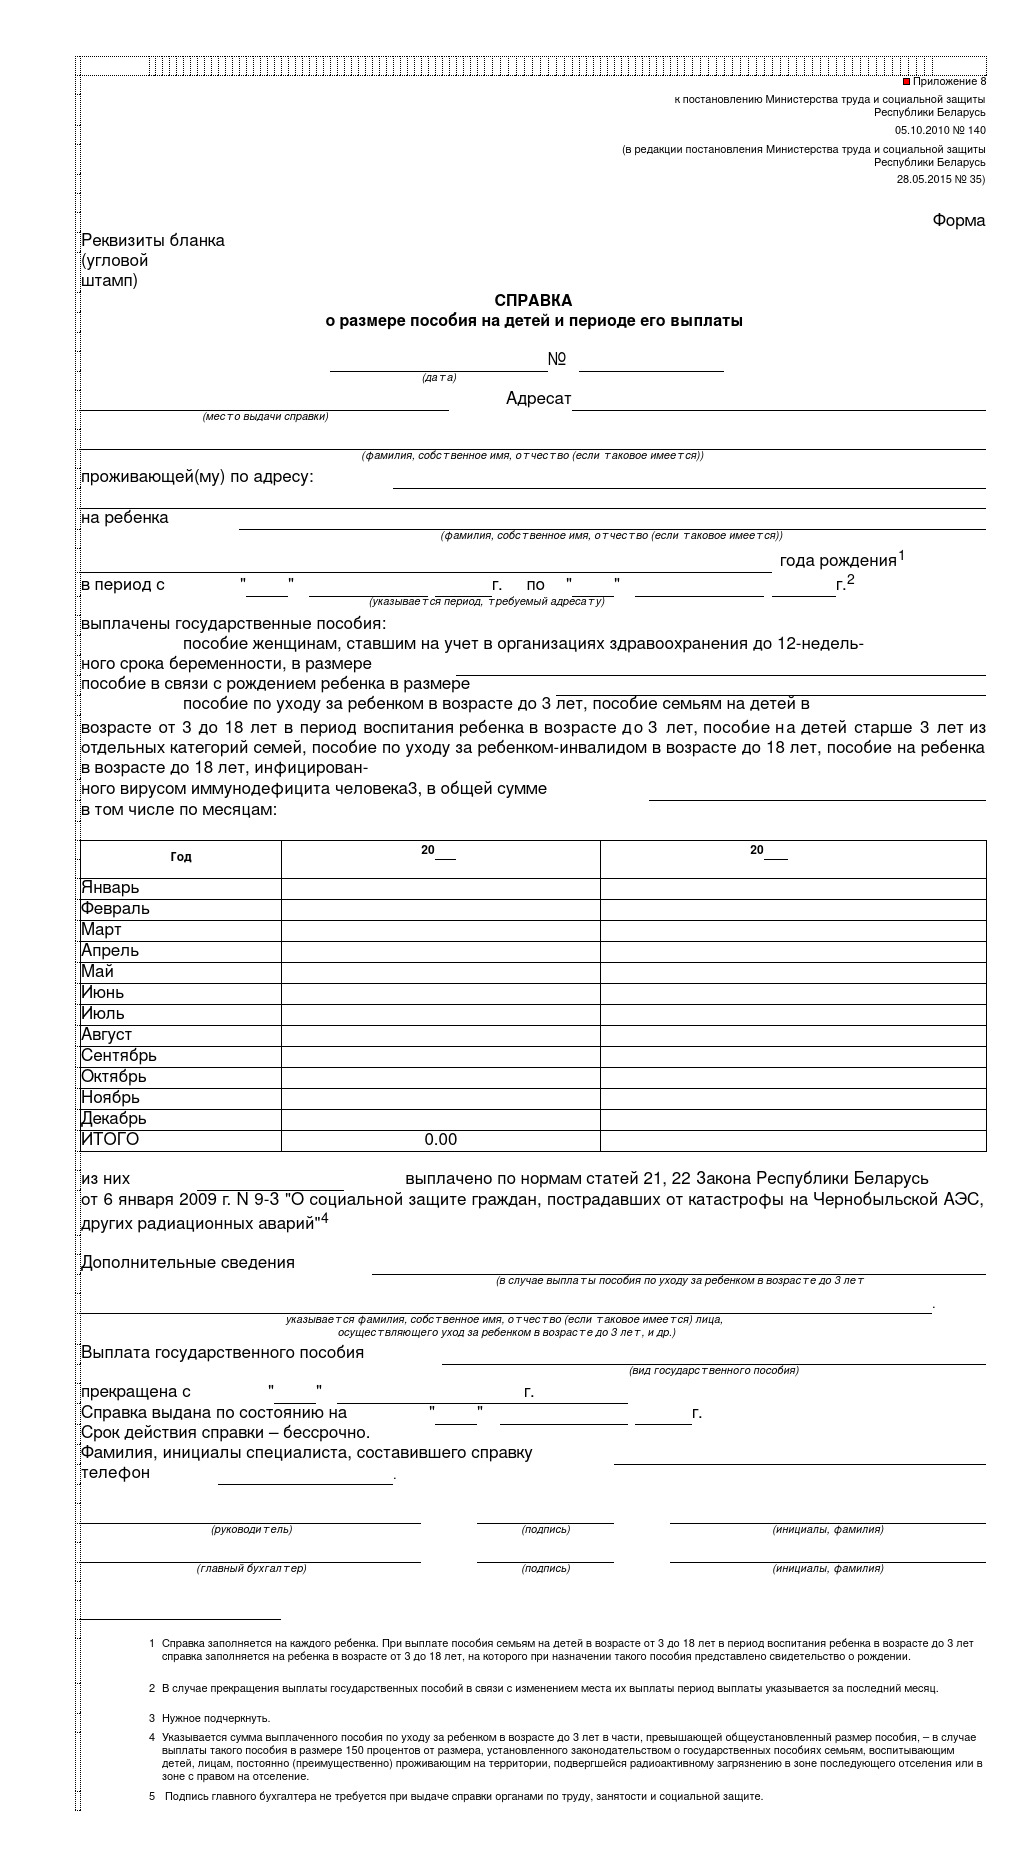 Приложение 8
к постановлению Министерства труда и социальной защиты
Республики Беларусь
05.10.2010 № 140
(в редакции постановления Министерства труда и социальной защиты
Республики Беларусь
28.05.2015 № 35)
Форма
Реквизиты бланка
(угловой
штамп)
СПРАВКА
о размере пособия на детей и периоде его выплаты
№
(дата)
Адресат
(место выдачи справки)
(фамилия, собственное имя, отчество (если таковое имеется))
проживающей(му) по адресу:
на ребенка
(фамилия, собственное имя, отчество (если таковое имеется))
года рождения1
в период с " " г. по " " г.2
(указывается период, требуемый адресату)
выплачены государственные пособия:
пособие женщинам, ставшим на учет в организациях здравоохранения до 12-недель-
ного срока беременности, в размере
пособие в связи с рождением ребенка в размере
пособие по уходу за ребенком в возрасте до 3 лет, пособие семьям на детей в
возрасте от 3 до 18 лет в период воспитания ребенка в возрасте до 3 лет, пособие на детей старше 3 лет из
отдельных категорий семей, пособие по уходу за ребенком-инвалидом в возрасте до 18 лет, пособие на ребенка
в возрасте до 18 лет, инфицирован-
ного вирусом иммунодефицита человека3, в общей сумме
в том числе по месяцам:
Год 20__ 20__
Январь
Февраль
Март
Апрель
Май
Июнь
Июль
Август
Сентябрь
Октябрь
Ноябрь
Декабрь
ИТОГО 0.00
из них выплачено по нормам статей 21, 22 Закона Республики Беларусь
от 6 января 2009 г. N 9-З "О социальной защите граждан, пострадавших от катастрофы на Чернобыльской АЭС,
других радиационных аварий"4
Дополнительные сведения
(в случае выплаты пособия по уходу за ребенком в возрасте до 3 лет
.
указывается фамилия, собственное имя, отчество (если таковое имеется) лица,
осуществляющего уход за ребенком в возрасте до 3 лет, и др.)
Выплата государственного пособия
(вид государственного пособия)
прекращена с " " г.
Справка выдана по состоянию на " " г.
Срок действия справки – бессрочно.
Фамилия, инициалы специалиста, составившего справку
телефон .
(руководитель) (подпись) (инициалы, фамилия)
(главный бухгалтер) (подпись) (инициалы, фамилия)
1 Справка заполняется на каждого ребенка. При выплате пособия семьям на детей в возрасте от 3 до 18 лет в период воспитания ребенка в возрасте до 3 лет
справка заполняется на ребенка в возрасте от 3 до 18 лет, на которого при назначении такого пособия представлено свидетельство о рождении.
2 В случае прекращения выплаты государственных пособий в связи с изменением места их выплаты период выплаты указывается за последний месяц.
3 Нужное подчеркнуть.
4 Указывается сумма выплаченного пособия по уходу за ребенком в возрасте до 3 лет в части, превышающей общеустановленный размер пособия, – в случае
выплаты такого пособия в размере 150 процентов от размера, установленного законодательством о государственных пособиях семьям, воспитывающим
детей, лицам, постоянно (преимущественно) проживающим на территории, подвергшейся радиоактивному загрязнению в зоне последующего отселения или в
зоне с правом на отселение.
5 Подпись главного бухгалтера не требуется при выдаче справки органами по труду, занятости и социальной защите.